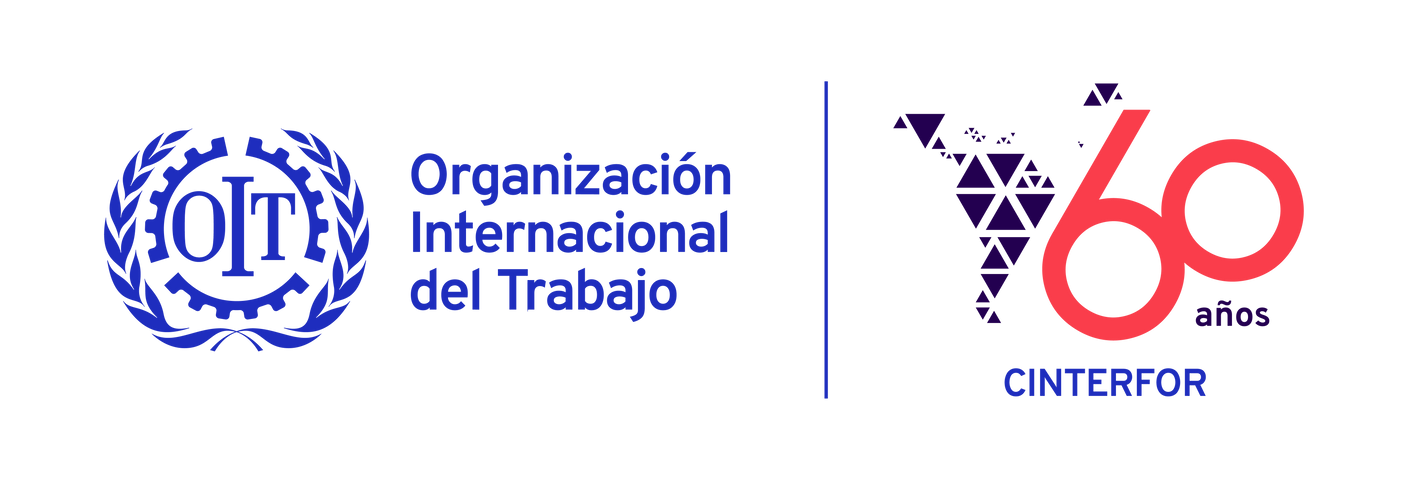 OIT
Organización
Internacional
del Trabajo
60
años
CINTERFOR